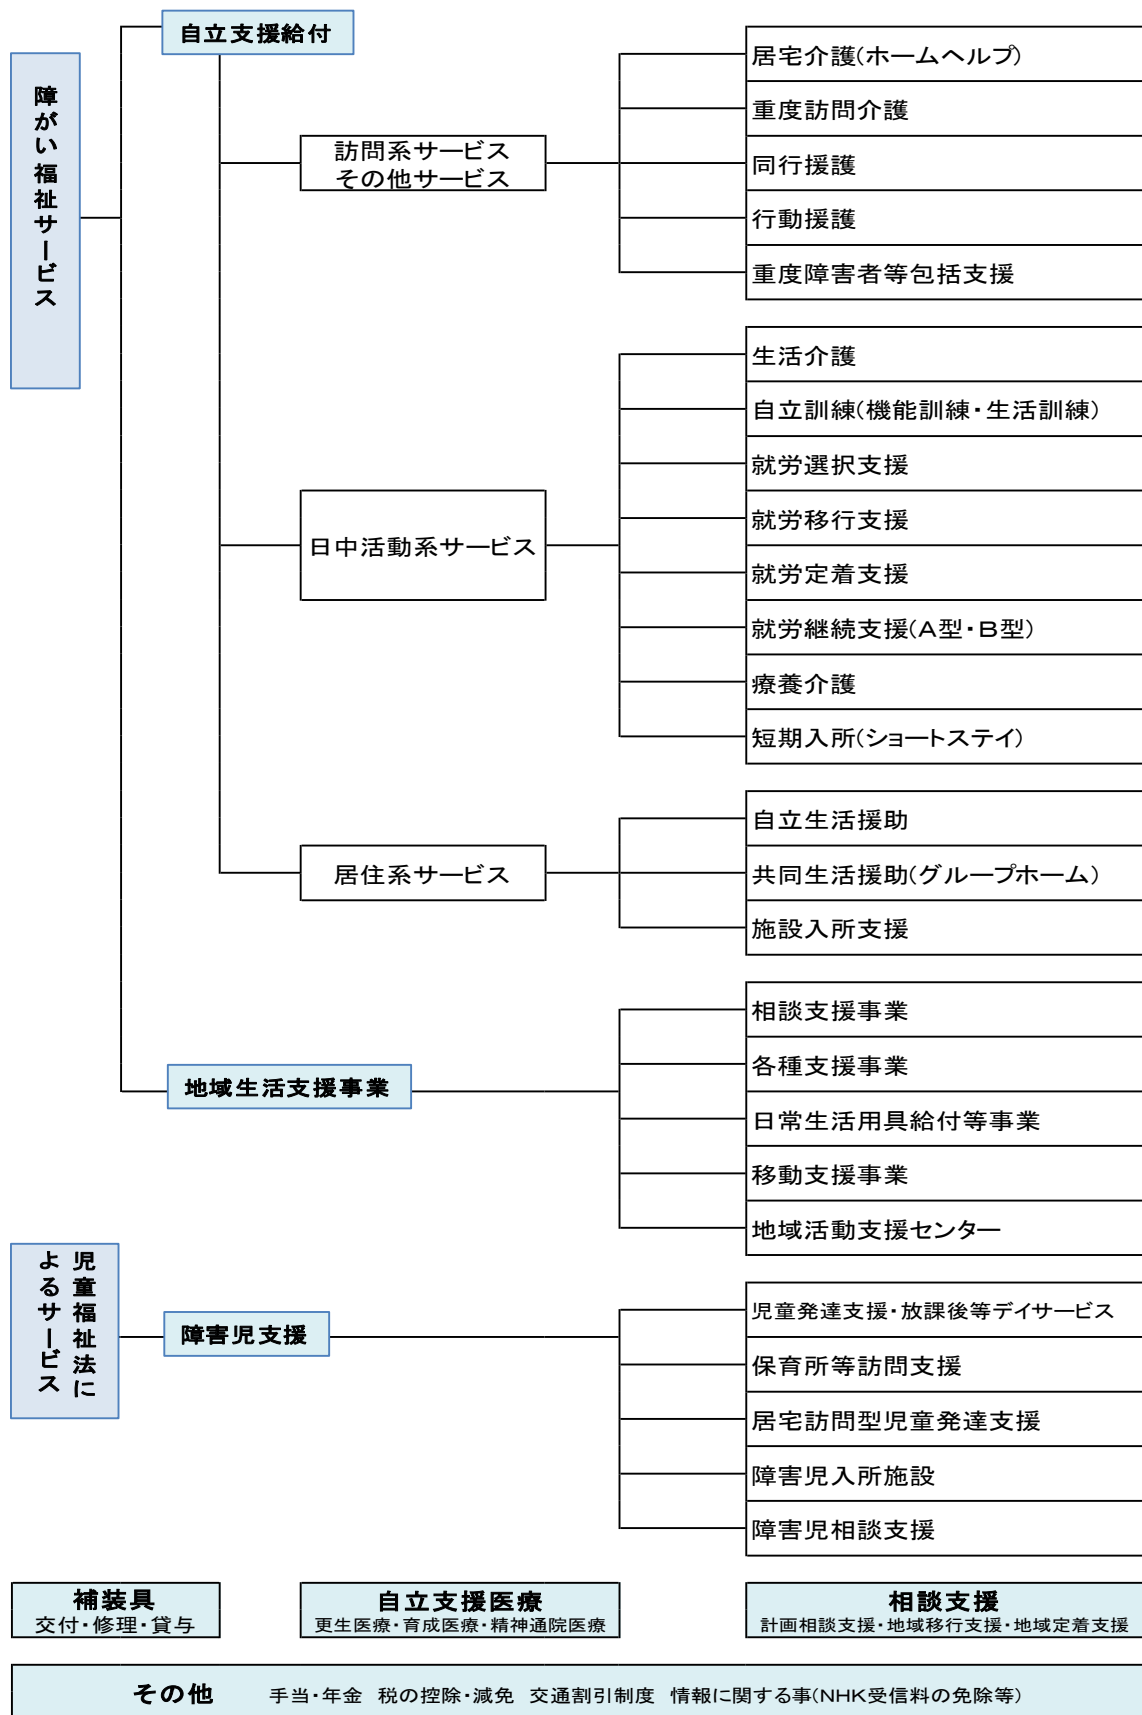 障がい福祉サービス
自立支援給付
訪問系サービス
その他サービス
居宅介護(ホームヘルプ)
重度訪問介護
同行援護
行動援護
重度障害者等包括支援
日中活動系サービス
生活介護
自立訓練(機能訓練・生活訓練)
就労選択支援
就労移行支援
就労定着支援
就労継続支援(A型・B型)
療養介護
短期入所(ショートステイ)
居住系サービス
自立生活援助
共同生活援助(グループホーム)
施設入所支援
地域生活支援事業
相談支援事業
各種支援事業
日常生活用具給付等事業
移動支援事業
地域活動支援センター
児童福祉法に
よるサービス
障害児支援
児童発達支援・放課後等デイサービス
保育所等訪問支援
居宅訪問型児童発達支援
障害児入所施設
障害児相談支援
補装具
交付・修理・貸与
自立支援医療
更生医療・育成医療・精神通院医療
相談支援
計画相談支援・地域移行支援・地域定着支援
その他 手当・年金 税の控除・減免 交通割引制度 情報に関する事(NHK受信料の免除等)